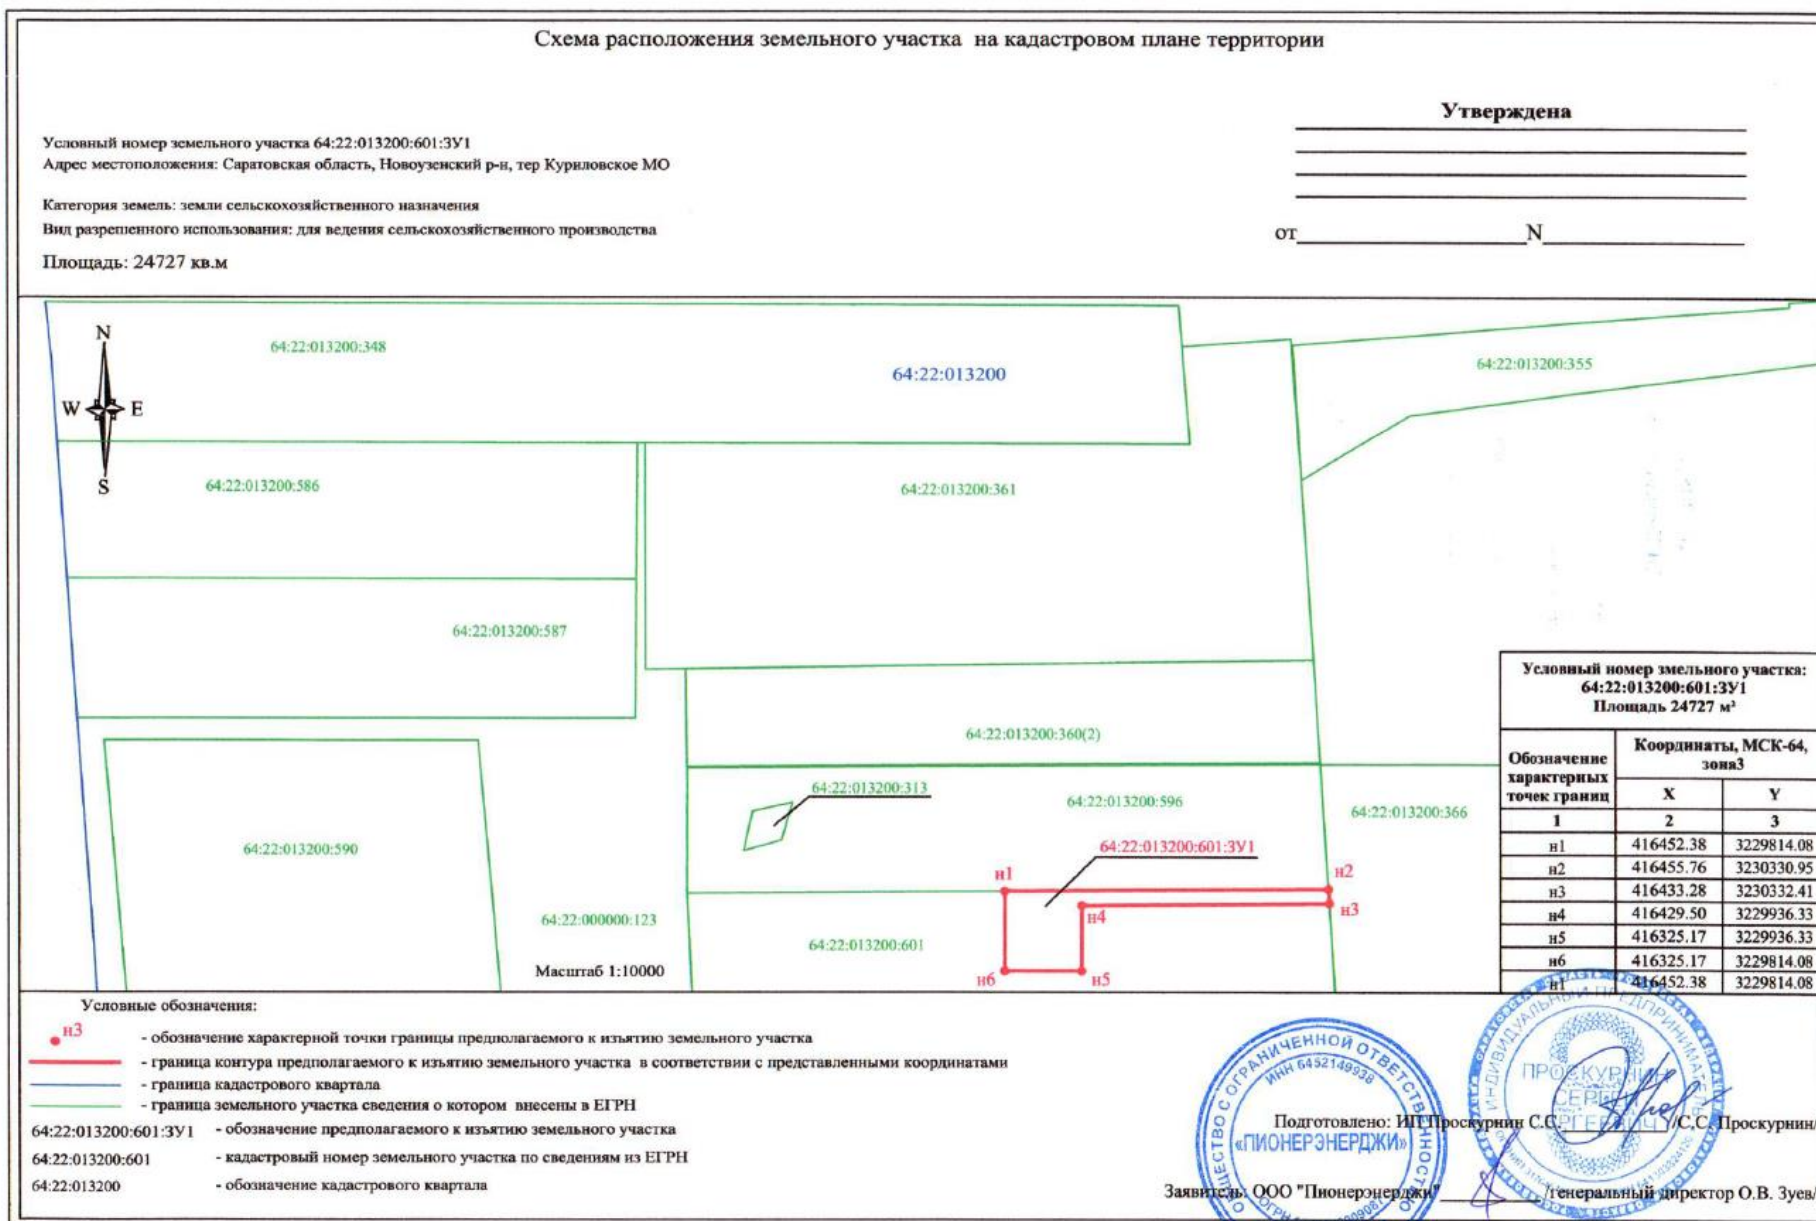 Схема расположения земельного участка на кадастровом плане территории
Утверждена
Условный номер земельного участка 64:22:013200:601:ЗУ1
Адрес местоположения: Саратовская область, Новоузенский р-н, тер Куриловское МО
Категория земель: земли сельскохозяйственного назначения
Вид разрешенного использования: для ведения сельскохозяйственного производства
от N
Площадь: 24727 кв.м
N
W E
S
64:22:013200:348
64:22:013200
64:22:013200:355
64:22:013200:586
64:22:013200:361
64:22:013200:587
64:22:013200:360(2)
64:22:013200:313
64:22:013200:596
64:22:013200:366
64:22:013200:590
64:22:013200:601:ЗУ1
н1
н2
н3
н4
64:22:000000:123
64:22:013200:601
Масштаб 1:10000
н6
н5
Условный номер змельного участка:
64:22:013200:601:ЗУ1
Площадь 24727 м²
Обозначение характерных точек границ
Координаты, МСК-64, зона3
X Y
1 2 3
н1 416452.38 3229814.08
н2 416455.76 3230330.95
н3 416433.28 3230332.41
н4 416429.50 3229936.33
н5 416325.17 3229936.33
н6 416325.17 3229814.08
н1 416452.38 3229814.08
Условные обозначения:
н3 - обозначение характерной точки границы предполагаемого к изъятию земельного участка
- граница контура предполагаемого к изъятию земельного участка в соответствии с представленными координатами
- граница кадастрового квартала
- граница земельного участка сведения о котором внесены в ЕГРН
64:22:013200:601:ЗУ1 - обозначение предполагаемого к изъятию земельного участка
64:22:013200:601 - кадастровый номер земельного участка по сведениям из ЕГРН
64:22:013200 - обозначение кадастрового квартала
Подготовлено: ИП Проскурнин С.С. /С.С. Проскурнин/
Заявитель: ООО "Пионерэнерджи" /генеральный директор О.В. Зуев/
ОБЩЕСТВО С ОГРАНИЧЕННОЙ ОТВЕТСТВЕННОСТЬЮ
ИНН 6452149938
«ПИОНЕРЭНЕРДЖИ»
ИНДИВИДУАЛЬНЫЙ ПРЕДПРИНИМАТЕЛЬ
ПРОСКУРНИН
СЕРГЕЙ
СЕРГЕЕВИЧ